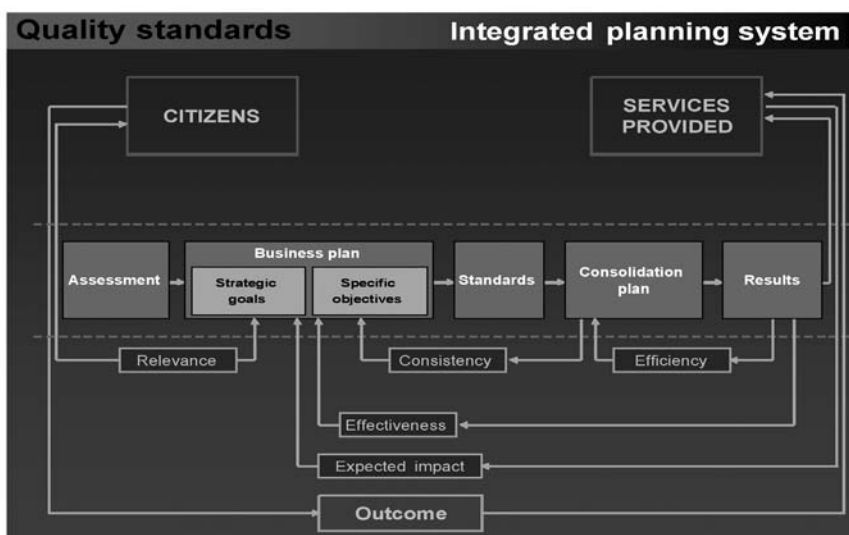 Quality standards
Integrated planning system
CITIZENS
SERVICES
PROVIDED
Assessment
Business plan
Strategic
goals
Specific
objectives
Standards
Consolidation
plan
Results
Relevance
Consistency
Efficiency
Effectiveness
Expected impact
Outcome